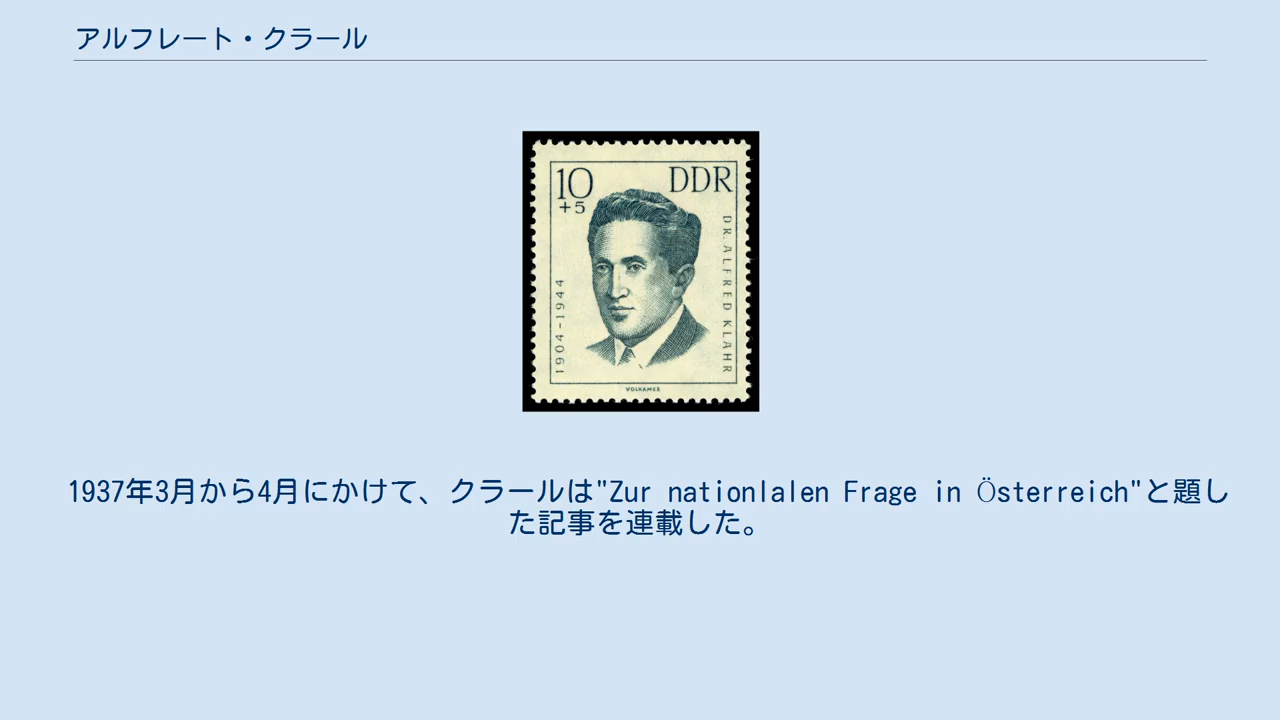 アルフレート・クラール
10
+5
DDR
DR. ALFRED KLAHR
1904-1944
VOLKAMER
1937年3月から4月にかけて、クラールは"Zur nationlalen Frage in Österreich"と題し
た記事を連載した。